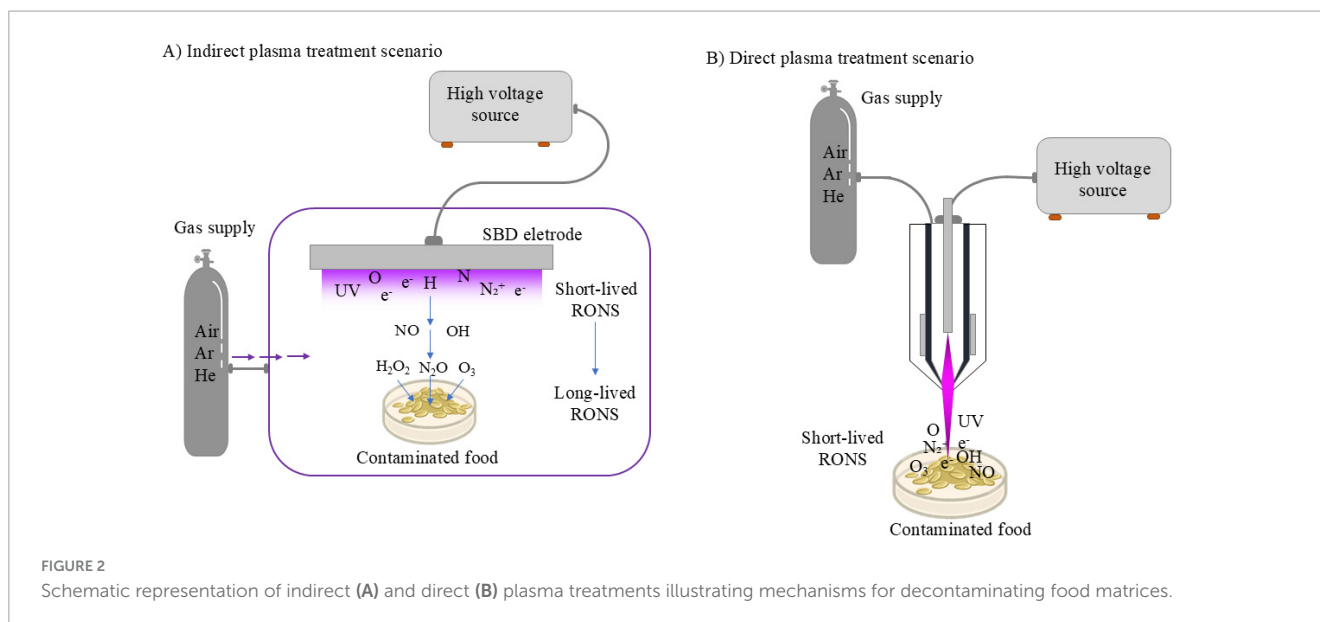 A) Indirect plasma treatment scenario
High voltage
source
Gas supply
Air
Ar
He
SBD eletrode
UV O e⁻ e⁻ H N N₂⁺ e⁻
NO OH
H₂O₂ N₂O O₃
Short-lived
RONS
Long-lived
RONS
Contaminated food
B) Direct plasma treatment scenario
Gas supply
Air
Ar
He
High voltage
source
Short-lived
RONS
O UV
N₂⁺ e⁻
O₃ e⁻ OH
NO
Contaminated food
FIGURE 2
Schematic representation of indirect (A) and direct (B) plasma treatments illustrating mechanisms for decontaminating food matrices.